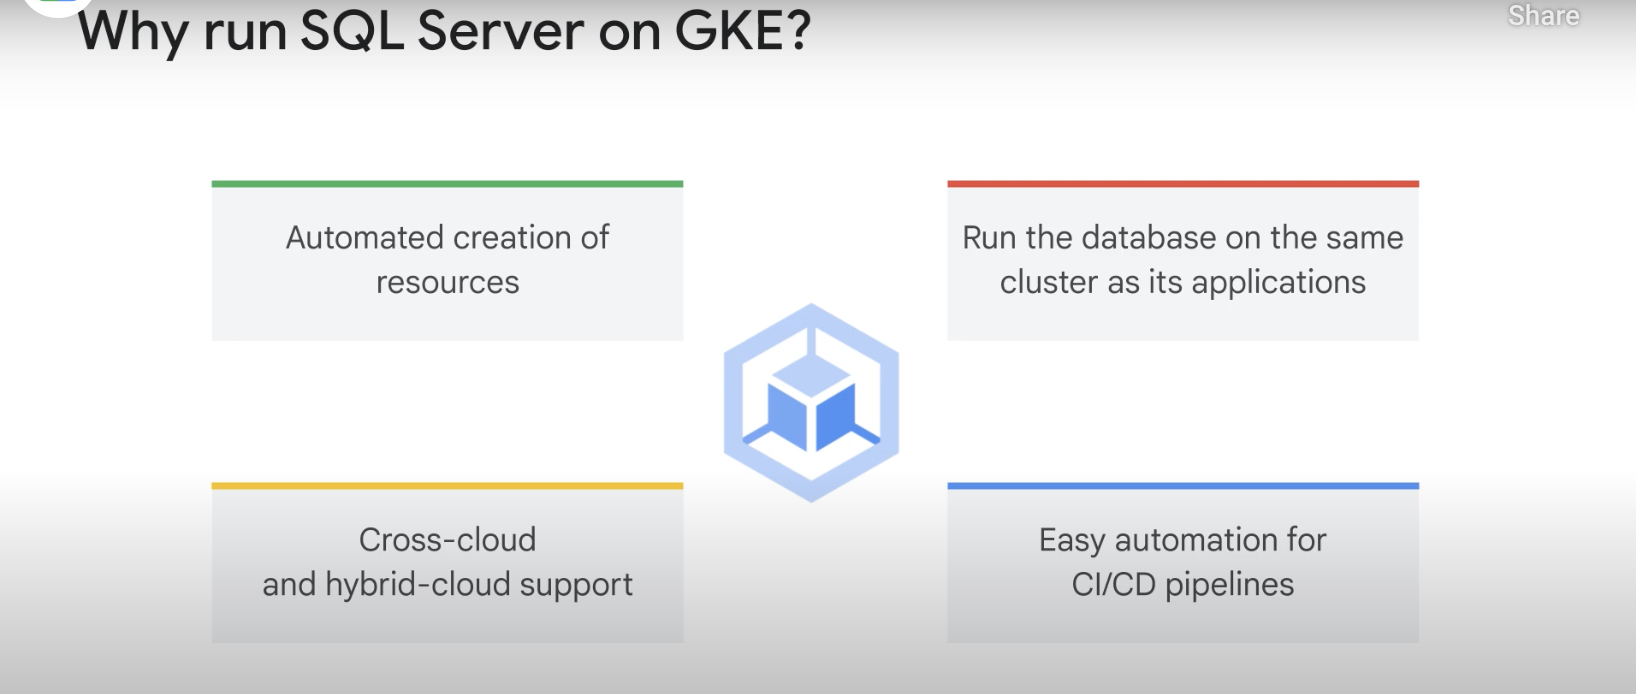 Why run SQL Server on GKE?
Share
Automated creation of
resources
Run the database on the same
cluster as its applications
Cross-cloud
and hybrid-cloud support
Easy automation for
CI/CD pipelines